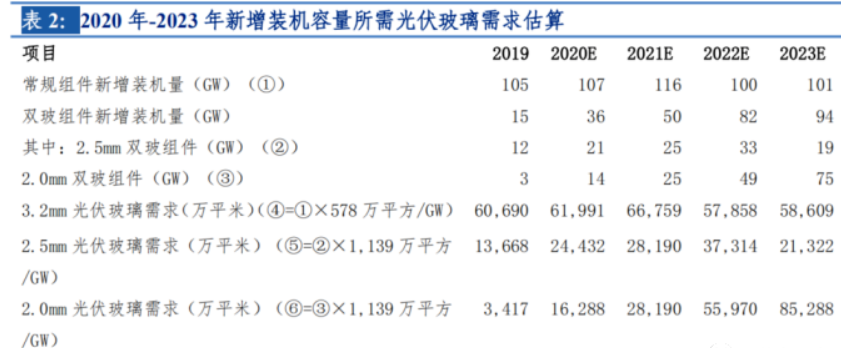 表 2: 2020 年-2023 年新增装机容量所需光伏玻璃需求估算
项目 2019 2020E 2021E 2022E 2023E
常规组件新增装机量（GW）（①） 105 107 116 100 101
双玻组件新增装机量（GW） 15 36 50 82 94
其中：2.5mm 双玻组件（GW）（②） 12 21 25 33 19
2.0mm 双玻组件（GW）（③） 3 14 25 49 75
3.2mm 光伏玻璃需求（万平米）（④=①×578 万平方/GW） 60,690 61,991 66,759 57,858 58,609
2.5mm 光伏玻璃需求（万平米）（⑤=②×1,139 万平方 13,668 24,432 28,190 37,314 21,322
/GW）
2.0mm 光伏玻璃需求（万平米）（⑥=③×1,139 万平方 3,417 16,288 28,190 55,970 85,288
/GW）